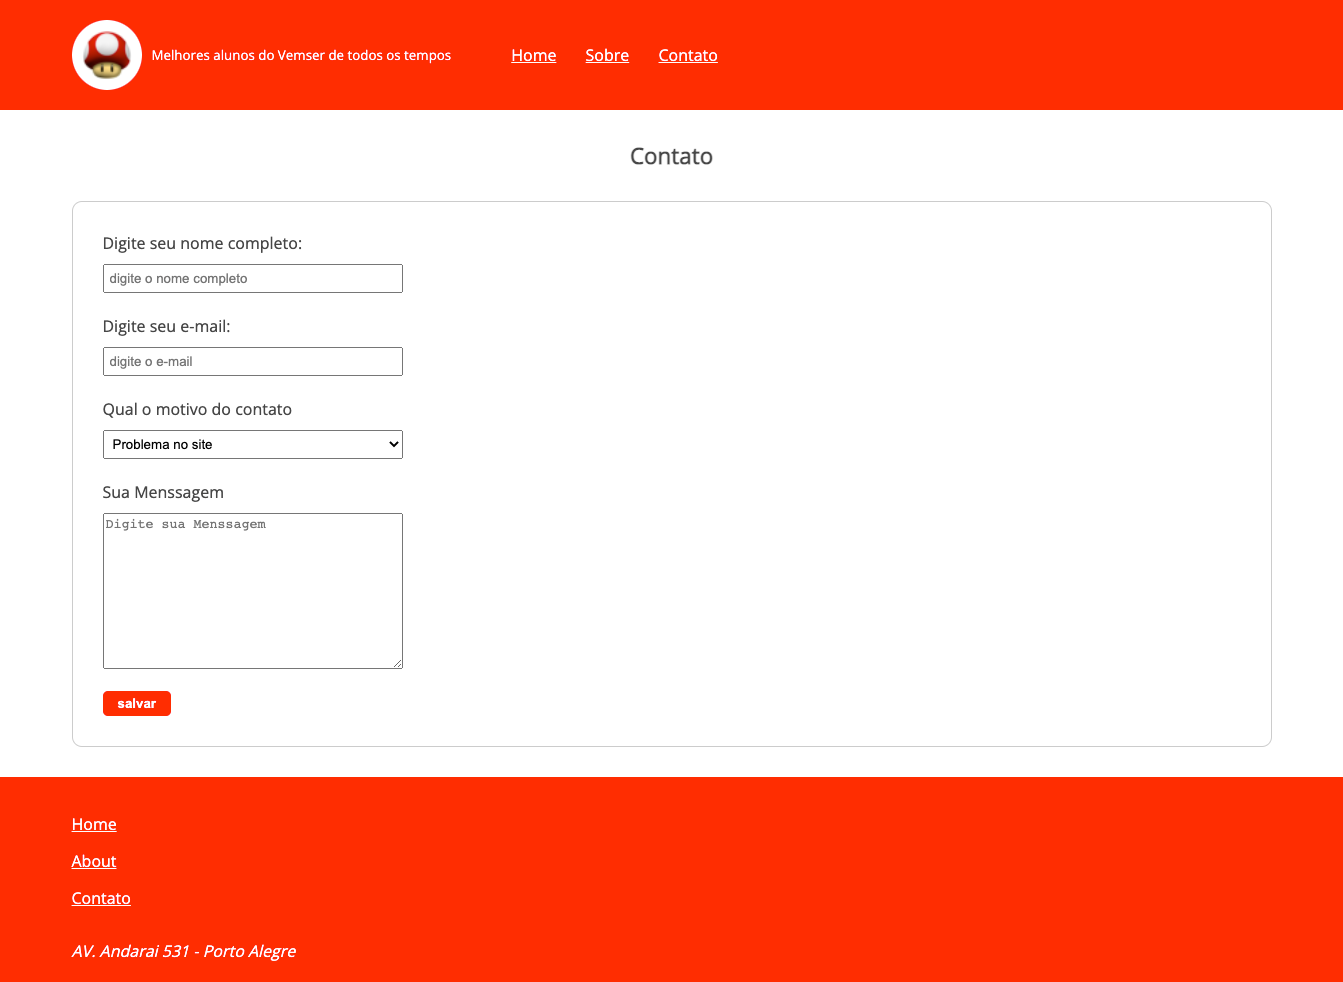 Melhores alunos do Vemser de todos os tempos Home Sobre Contato
Contato
Digite seu nome completo:
digite o nome completo
Digite seu e-mail:
digite o e-mail
Qual o motivo do contato
Problema no site
Sua Menssagem
Digite sua Menssagem
salvar
Home
About
Contato
AV. Andarai 531 - Porto Alegre